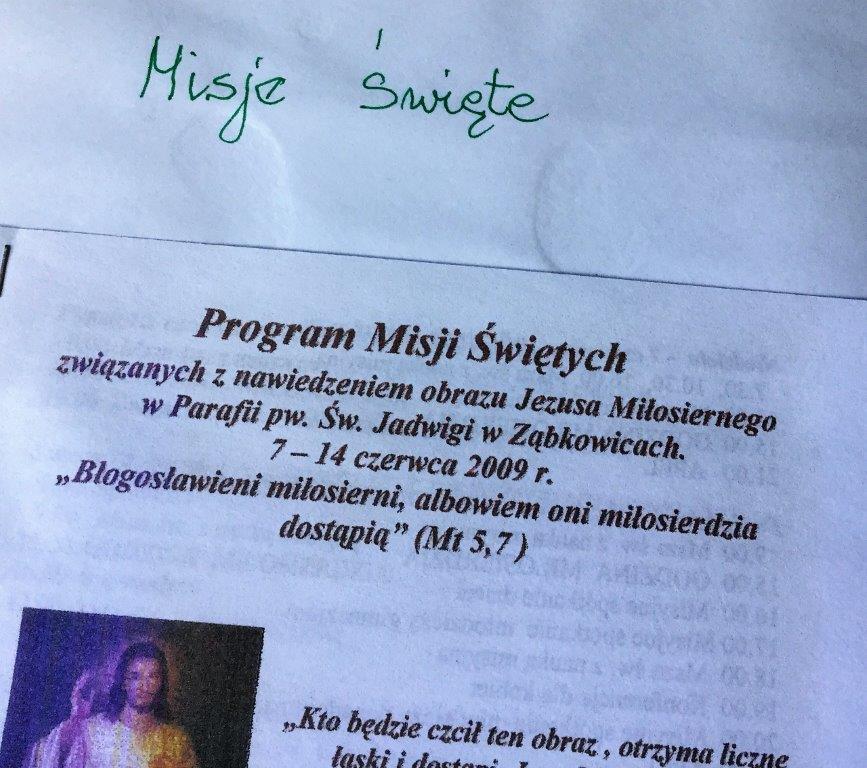 Misje Święte
Program Misji Świętych
związanych z nawiedzeniem obrazu Jezusa Miłosiernego
w Parafii pw. Św. Jadwigi w Ząbkowicach.
7 – 14 czerwca 2009 r.
„Błogosławieni miłosierni, albowiem oni miłosierdzia
dostąpią” (Mt 5,7 )
„Kto będzie czcił ten obraz , otrzyma liczne
łaski i